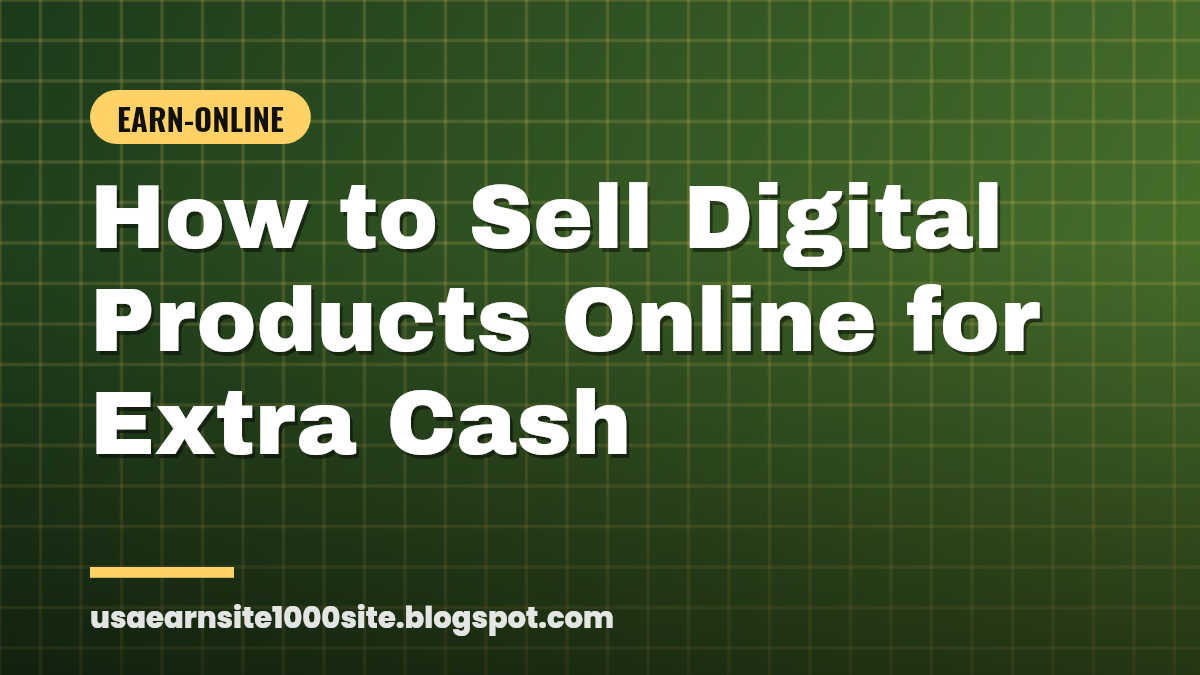 EARN-ONLINE
How to Sell Digital
Products Online for
Extra Cash
usaearnsite1000site.blogspot.com